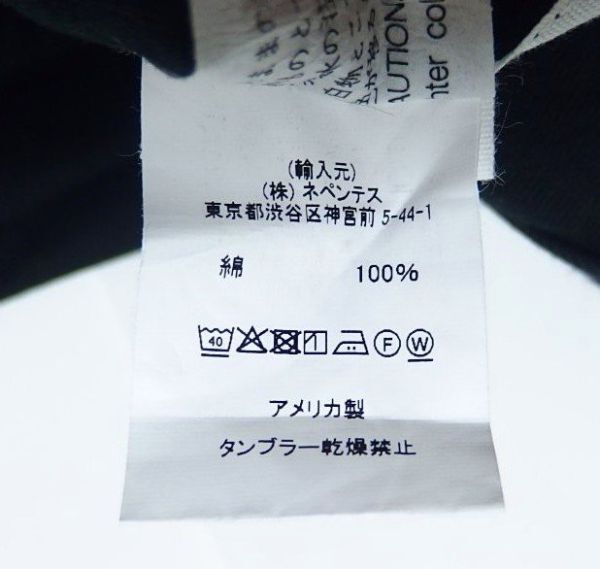 (輸入元)
(株) ネペンテス
東京都渋谷区神宮前 5-44-1
綿 100%
40 F W
アメリカ製
タンブラー乾燥禁止